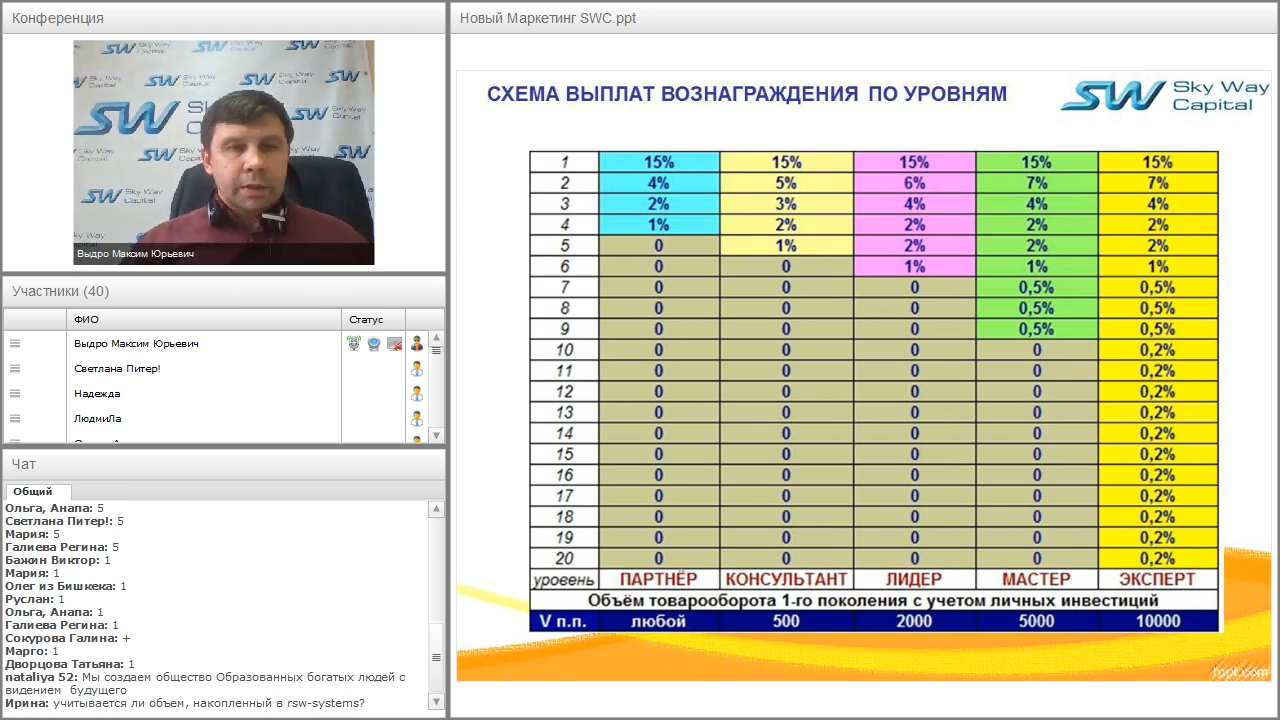 Конференция
SW Sky Way Capital
Выдро Максим Юрьевич
Участники (40)
ФИО Статус
Выдро Максим Юрьевич
Светлана Питер!
Надежда
ЛюдмиЛа
Чат
Общий
Ольга, Анапа: 5
Светлана Питер!: 5
Мария: 5
Галиева Регина: 5
Бажин Виктор: 1
Мария: 1
Олег из Бишкека: 1
Руслан: 1
Ольга, Анапа: 1
Галиева Регина: 1
Сокурова Галина: +
Марго: 1
Дворцова Татьяна: 1
nataliya 52: Мы создаем общество Образованных богатых людей с
видением будущего
Ирина: учитывается ли объём, накопленный в rsw-systems?
Новый Маркетинг SWC.ppt
СХЕМА ВЫПЛАТ ВОЗНАГРАЖДЕНИЯ ПО УРОВНЯМ
SW Sky Way
Capital
1 15% 15% 15% 15% 15%
2 4% 5% 6% 7% 7%
3 2% 3% 4% 4% 4%
4 1% 2% 2% 2% 2%
5 0 1% 2% 2% 2%
6 0 0 1% 1% 1%
7 0 0 0 0,5% 0,5%
8 0 0 0 0,5% 0,5%
9 0 0 0 0,5% 0,5%
10 0 0 0 0 0,2%
11 0 0 0 0 0,2%
12 0 0 0 0 0,2%
13 0 0 0 0 0,2%
14 0 0 0 0 0,2%
15 0 0 0 0 0,2%
16 0 0 0 0 0,2%
17 0 0 0 0 0,2%
18 0 0 0 0 0,2%
19 0 0 0 0 0,2%
20 0 0 0 0 0,2%
уровень ПАРТНЁР КОНСУЛЬТАНТ ЛИДЕР МАСТЕР ЭКСПЕРТ
Объём товарооборота 1-го поколения с учетом личных инвестиций
V п.п. любой 500 2000 5000 10000